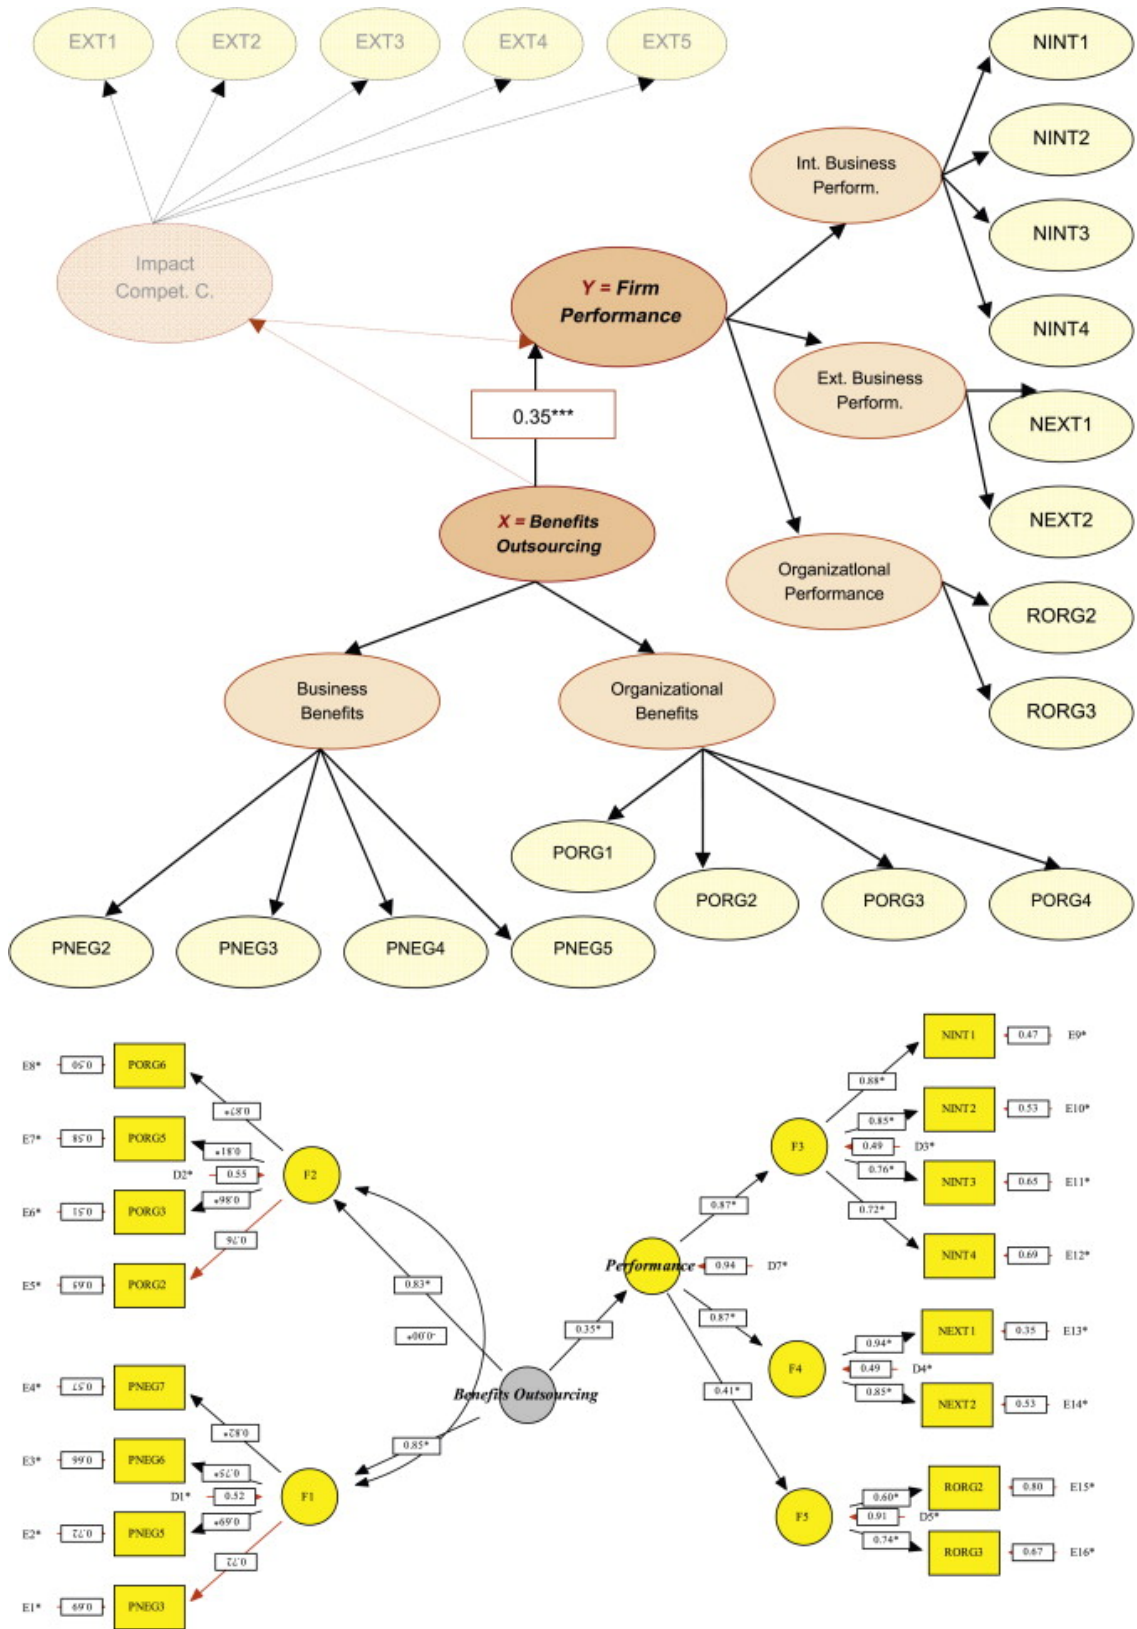 EXT1 EXT2 EXT3 EXT4 EXT5
NINT1
NINT2
Int. Business
Perform.
NINT3
Impact
Compet. C.
Y = Firm
Performance
NINT4
Ext. Business
Perform.
0.35***
NEXT1
X = Benefits
Outsourcing
NEXT2
Organizational
Performance
RORG2
Business
Benefits
Organizational
Benefits
RORG3
PORG1
PORG2 PORG3 PORG4
PNEG2 PNEG3 PNEG4 PNEG5
E8* 0.50 PORG6
0.87*
E7* 0.58 PORG5
0.81*
D2* 0.55 F2
E6* 0.51 PORG3
0.86*
0.76
E5* 0.65 PORG2
0.83*
-0.00*
E4* 0.57 PNEG7
0.82*
E3* 0.66 PNEG6
0.75*
D1* 0.52 F1
E2* 0.72 PNEG5
0.69*
0.72
E1* 0.69 PNEG3
0.85*
Benefits Outsourcing
0.35*
Performance 0.94 D7*
0.87*
F3 0.49 D3*
0.88*
NINT1 0.47 E9*
0.85*
NINT2 0.53 E10*
0.76*
NINT3 0.65 E11*
0.72*
NINT4 0.69 E12*
0.87*
F4 0.49 D4*
0.94*
NEXT1 0.35 E13*
0.85*
NEXT2 0.53 E14*
0.41*
F5 0.91 D5*
0.60*
RORG2 0.80 E15*
0.74*
RORG3 0.67 E16*